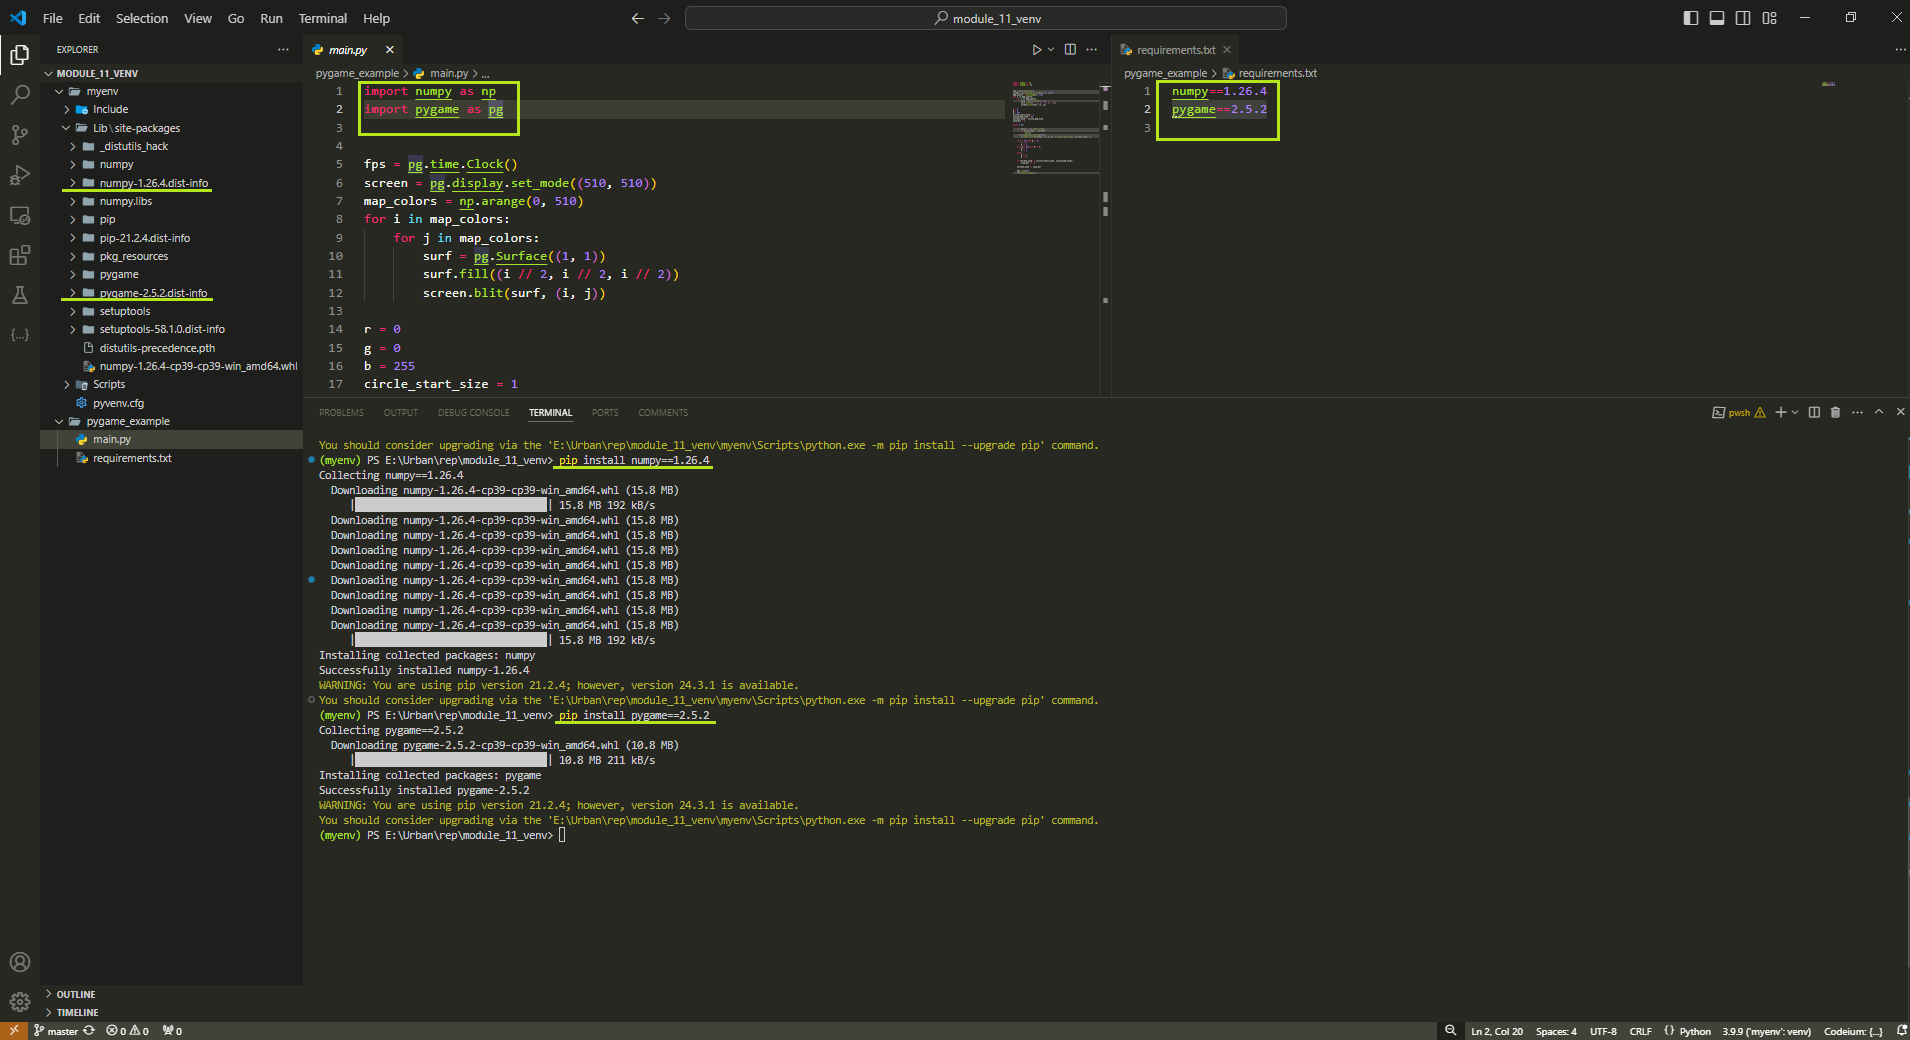 File Edit Selection View Go Run Terminal Help
module_11_venv
EXPLORER
MODULE_11_VENV
myenv
Include
Lib\site-packages
_distutils_hack
numpy
numpy-1.26.4.dist-info
numpy.libs
pip
pip-21.2.4.dist-info
pkg_resources
pygame
pygame-2.5.2.dist-info
setuptools
setuptools-58.1.0.dist-info
distutils-precedence.pth
numpy-1.26.4-cp39-cp39-win_amd64.whl
Scripts
pyvenv.cfg
pygame_example
main.py
requirements.txt
OUTLINE
TIMELINE
main.py
pygame_example > main.py > ...
1 import numpy as np
2 import pygame as pg
3
4
5 fps = pg.time.Clock()
6 screen = pg.display.set_mode((510, 510))
7 map_colors = np.arange(0, 510)
8 for i in map_colors:
9 for j in map_colors:
10 surf = pg.Surface((1, 1))
11 surf.fill((i // 2, i // 2, i // 2))
12 screen.blit(surf, (i, j))
13
14 r = 0
15 g = 0
16 b = 255
17 circle_start_size = 1
requirements.txt
pygame_example > requirements.txt
1 numpy==1.26.4
2 pygame==2.5.2
3
PROBLEMS OUTPUT DEBUG CONSOLE TERMINAL PORTS COMMENTS
pwsh
You should consider upgrading via the 'E:\Urban\rep\module_11_venv\myenv\Scripts\python.exe -m pip install --upgrade pip' command.
(myenv) PS E:\Urban\rep\module_11_venv> pip install numpy==1.26.4
Collecting numpy==1.26.4
Downloading numpy-1.26.4-cp39-cp39-win_amd64.whl (15.8 MB)
| | 15.8 MB 192 kB/s
Downloading numpy-1.26.4-cp39-cp39-win_amd64.whl (15.8 MB)
Downloading numpy-1.26.4-cp39-cp39-win_amd64.whl (15.8 MB)
Downloading numpy-1.26.4-cp39-cp39-win_amd64.whl (15.8 MB)
Downloading numpy-1.26.4-cp39-cp39-win_amd64.whl (15.8 MB)
Downloading numpy-1.26.4-cp39-cp39-win_amd64.whl (15.8 MB)
Downloading numpy-1.26.4-cp39-cp39-win_amd64.whl (15.8 MB)
Downloading numpy-1.26.4-cp39-cp39-win_amd64.whl (15.8 MB)
Downloading numpy-1.26.4-cp39-cp39-win_amd64.whl (15.8 MB)
| | 15.8 MB 192 kB/s
Installing collected packages: numpy
Successfully installed numpy-1.26.4
WARNING: You are using pip version 21.2.4; however, version 24.3.1 is available.
You should consider upgrading via the 'E:\Urban\rep\module_11_venv\myenv\Scripts\python.exe -m pip install --upgrade pip' command.
(myenv) PS E:\Urban\rep\module_11_venv> pip install pygame==2.5.2
Collecting pygame==2.5.2
Downloading pygame-2.5.2-cp39-cp39-win_amd64.whl (10.8 MB)
| | 10.8 MB 211 kB/s
Installing collected packages: pygame
Successfully installed pygame-2.5.2
WARNING: You are using pip version 21.2.4; however, version 24.3.1 is available.
You should consider upgrading via the 'E:\Urban\rep\module_11_venv\myenv\Scripts\python.exe -m pip install --upgrade pip' command.
(myenv) PS E:\Urban\rep\module_11_venv>
master 0 0 0
Ln 2, Col 20 Spaces: 4 UTF-8 CRLF {} Python 3.9.9 ('myenv': venv) Codeium: {...}